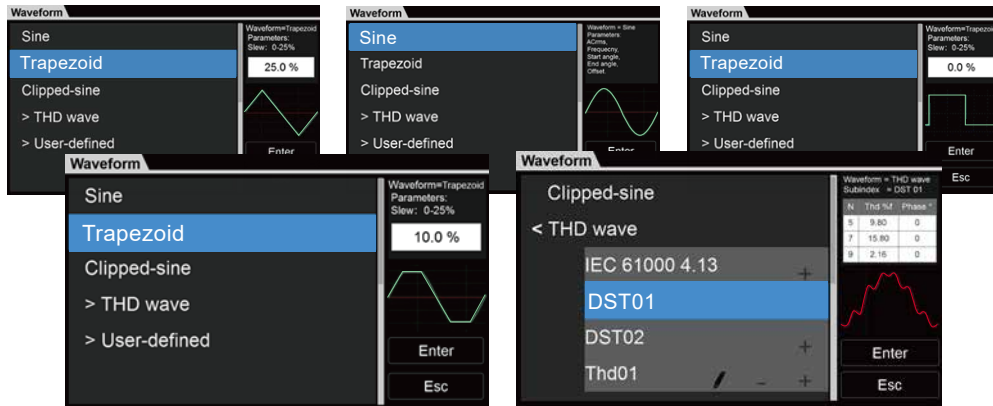 Waveform
Sine
Trapezoid
Clipped-sine
> THD wave
> User-defined
Waveform=Trapezoid
Parameters:
Slew: 0-25%
25.0 %
Enter
Waveform
Sine
Trapezoid
Clipped-sine
> THD wave
> User-defined
Waveform = Sine
Parameters:
ACrms,
Frequecny,
Start angle,
End angle,
Offset.
Enter
Waveform
Sine
Trapezoid
Clipped-sine
> THD wave
> User-defined
Waveform=Trapezoid
Parameters:
Slew: 0-25%
0.0 %
Enter
Esc
Waveform
Sine
Trapezoid
Clipped-sine
> THD wave
> User-defined
Waveform=Trapezoid
Parameters:
Slew: 0-25%
10.0 %
Enter
Esc
Waveform
Clipped-sine
< THD wave
IEC 61000 4.13 +
DST01
DST02 +
Thd01 - +
Waveform = THD wave
Subindex = DST 01
N Thd %f Phase °
5 9.80 0
7 15.80 0
9 2.16 0
Enter
Esc